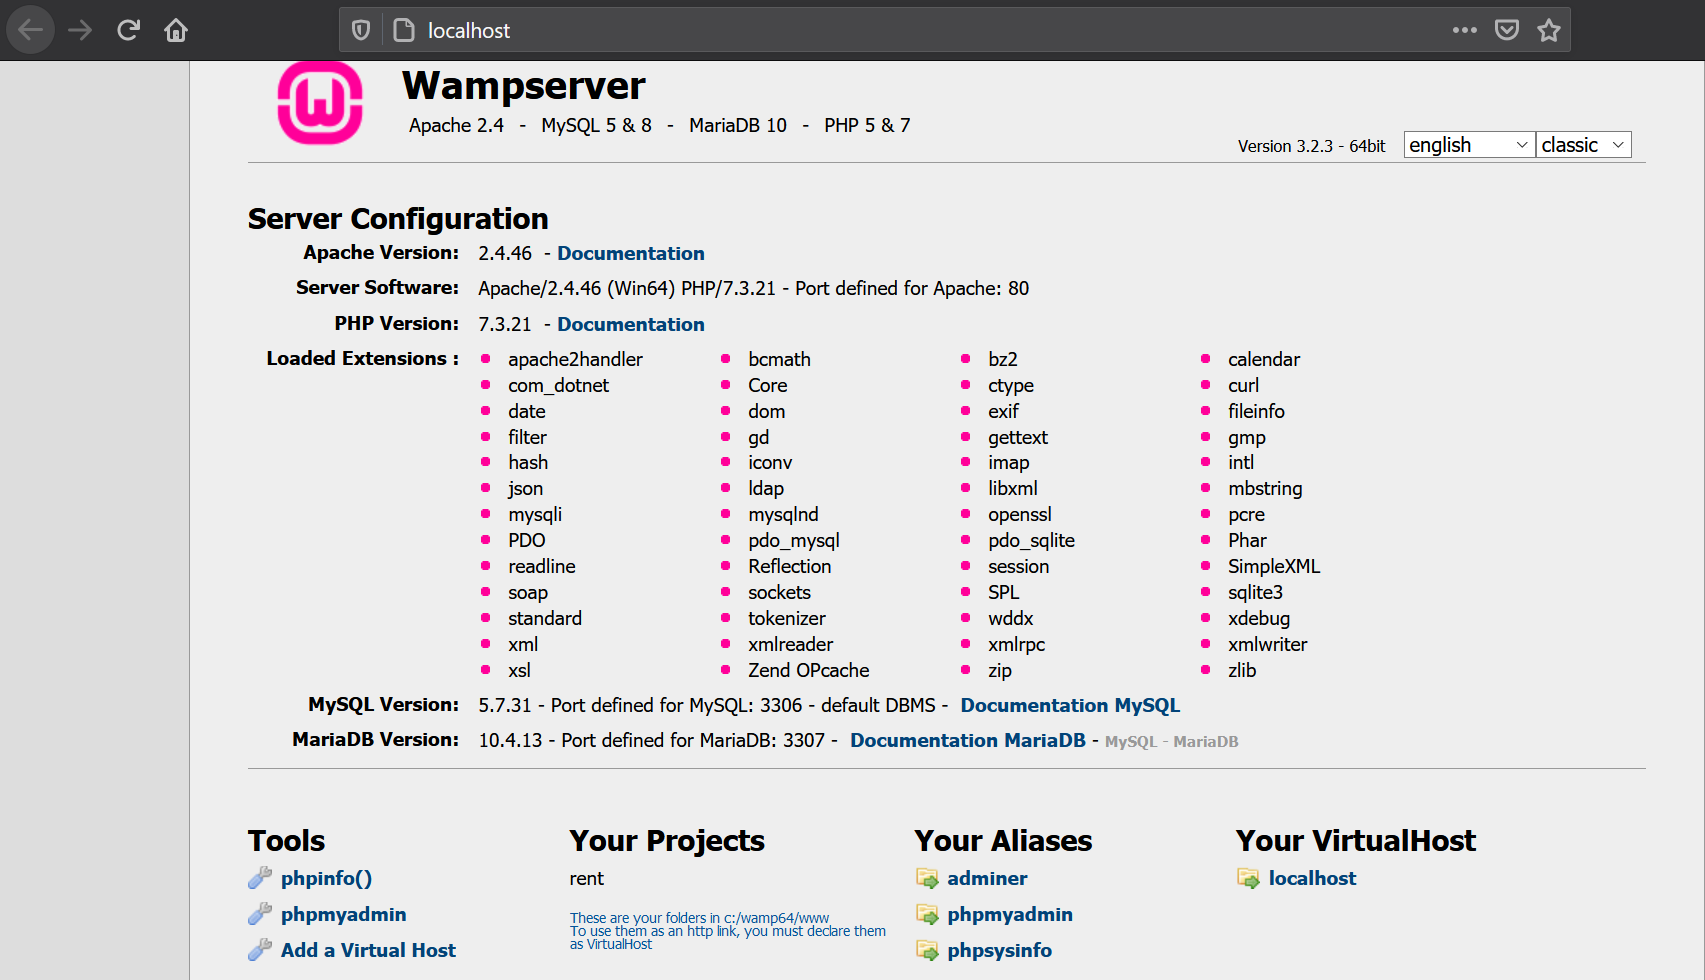 localhost
Wampserver
Apache 2.4 - MySQL 5 & 8 - MariaDB 10 - PHP 5 & 7
Version 3.2.3 - 64bit english classic
Server Configuration
Apache Version: 2.4.46 - Documentation
Server Software: Apache/2.4.46 (Win64) PHP/7.3.21 - Port defined for Apache: 80
PHP Version: 7.3.21 - Documentation
Loaded Extensions : apache2handler bcmath bz2 calendar
com_dotnet Core ctype curl
date dom exif fileinfo
filter gd gettext gmp
hash iconv imap intl
json ldap libxml mbstring
mysqli mysqlnd openssl pcre
PDO pdo_mysql pdo_sqlite Phar
readline Reflection session SimpleXML
soap sockets SPL sqlite3
standard tokenizer wddx xdebug
xml xmlreader xmlrpc xmlwriter
xsl Zend OPcache zip zlib
MySQL Version: 5.7.31 - Port defined for MySQL: 3306 - default DBMS - Documentation MySQL
MariaDB Version: 10.4.13 - Port defined for MariaDB: 3307 - Documentation MariaDB - MySQL - MariaDB
Tools
phpinfo()
phpmyadmin
Add a Virtual Host
Your Projects
rent
These are your folders in c:/wamp64/www
To use them as an http link, you must declare them
as VirtualHost
Your Aliases
adminer
phpmyadmin
phpsysinfo
Your VirtualHost
localhost